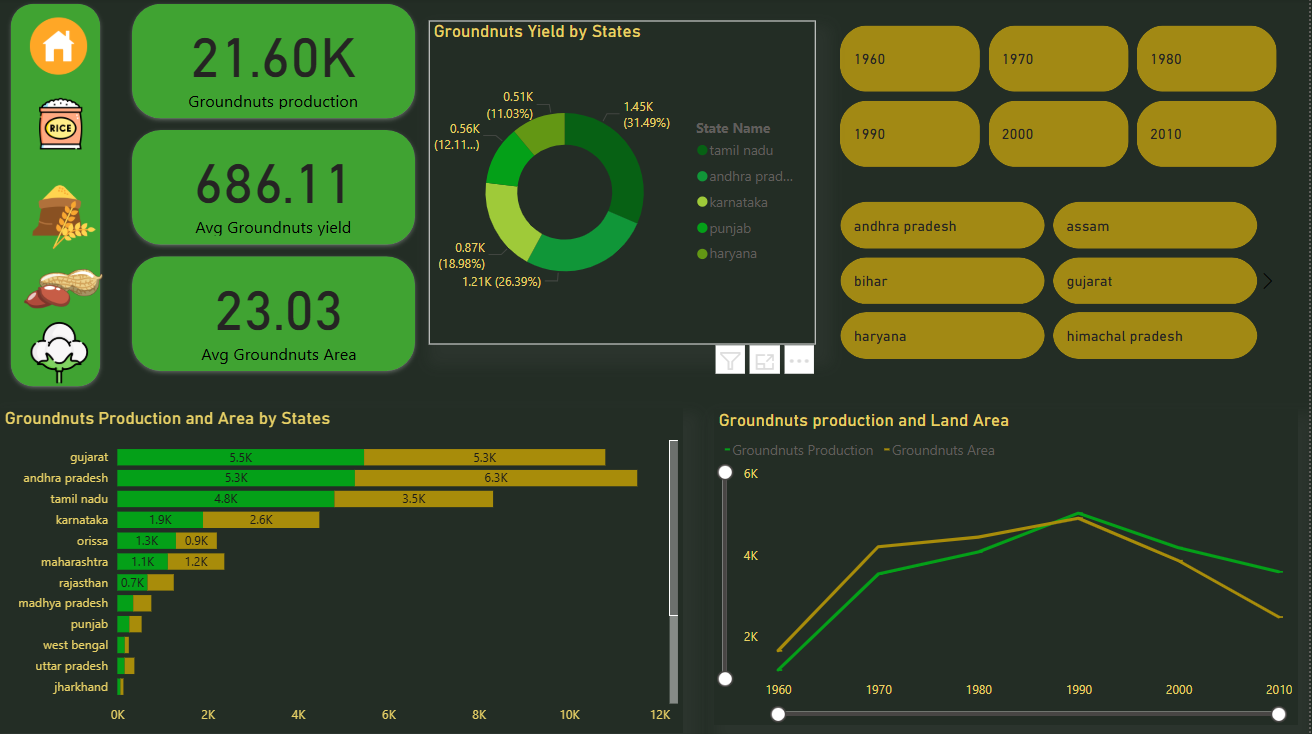 RICE
21.60K
Groundnuts production
686.11
Avg Groundnuts yield
23.03
Avg Groundnuts Area
Groundnuts Yield by States
0.51K
(11.03%)
1.45K
(31.49%)
0.56K
(12.11...)
0.87K
(18.98%)
1.21K (26.39%)
State Name
tamil nadu
andhra prad...
karnataka
punjab
haryana
1960 1970 1980
1990 2000 2010
andhra pradesh assam
bihar gujarat
haryana himachal pradesh
Groundnuts Production and Area by States
gujarat 5.5K 5.3K
andhra pradesh 5.3K 6.3K
tamil nadu 4.8K 3.5K
karnataka 1.9K 2.6K
orissa 1.3K 0.9K
maharashtra 1.1K 1.2K
rajasthan 0.7K
madhya pradesh
punjab
west bengal
uttar pradesh
jharkhand
0K 2K 4K 6K 8K 10K 12K
Groundnuts production and Land Area
Groundnuts Production Groundnuts Area
6K
4K
2K
1960 1970 1980 1990 2000 2010